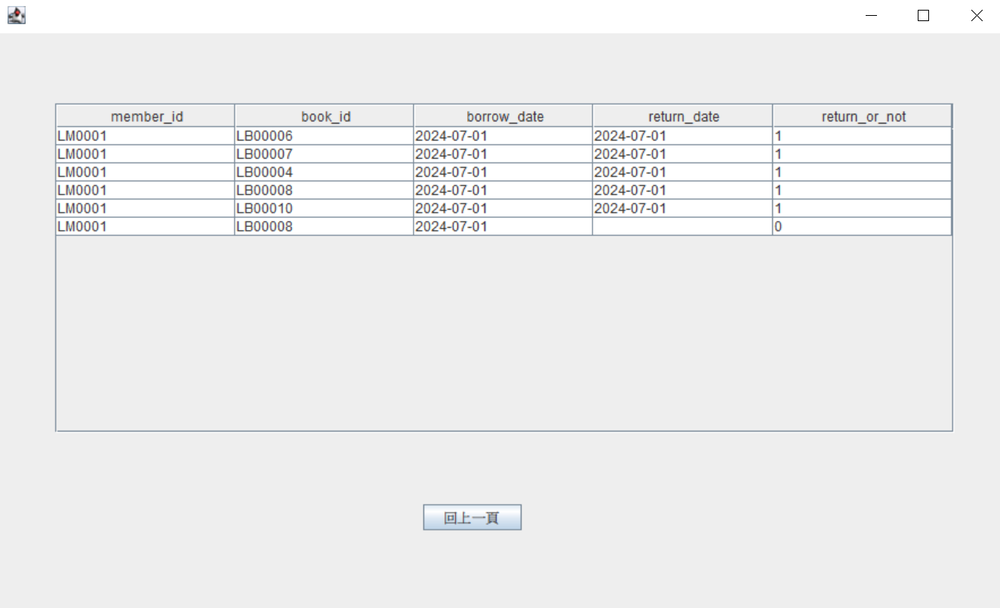 member_id book_id borrow_date return_date return_or_not
LM0001 LB00006 2024-07-01 2024-07-01 1
LM0001 LB00007 2024-07-01 2024-07-01 1
LM0001 LB00004 2024-07-01 2024-07-01 1
LM0001 LB00008 2024-07-01 2024-07-01 1
LM0001 LB00010 2024-07-01 2024-07-01 1
LM0001 LB00008 2024-07-01 0
回上一頁